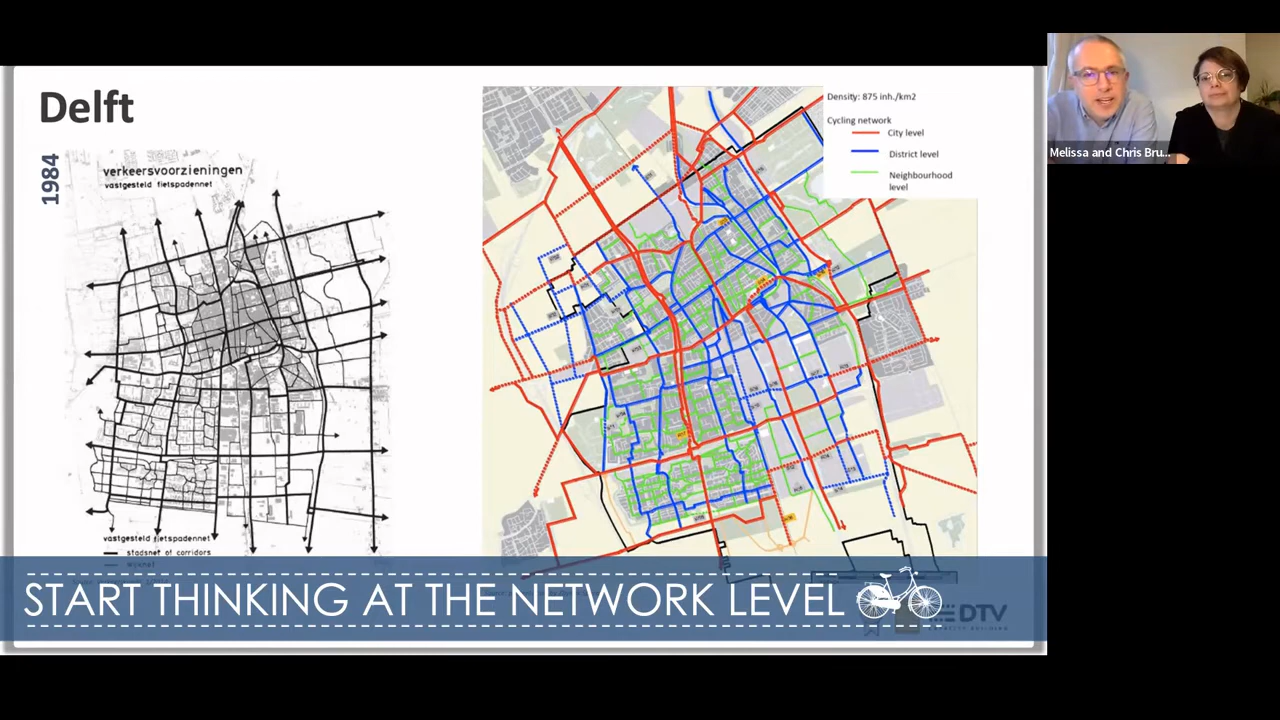 Delft
1984
verkeersvoorzieningen
vastgesteld fietspadennet
vastgesteld fietspadennet
stadsnet of corridors
Density: 875 inh./km2
Cycling network
City level
District level
Neighbourhood
level
START THINKING AT THE NETWORK LEVEL
DTV
Melissa and Chris Bru...